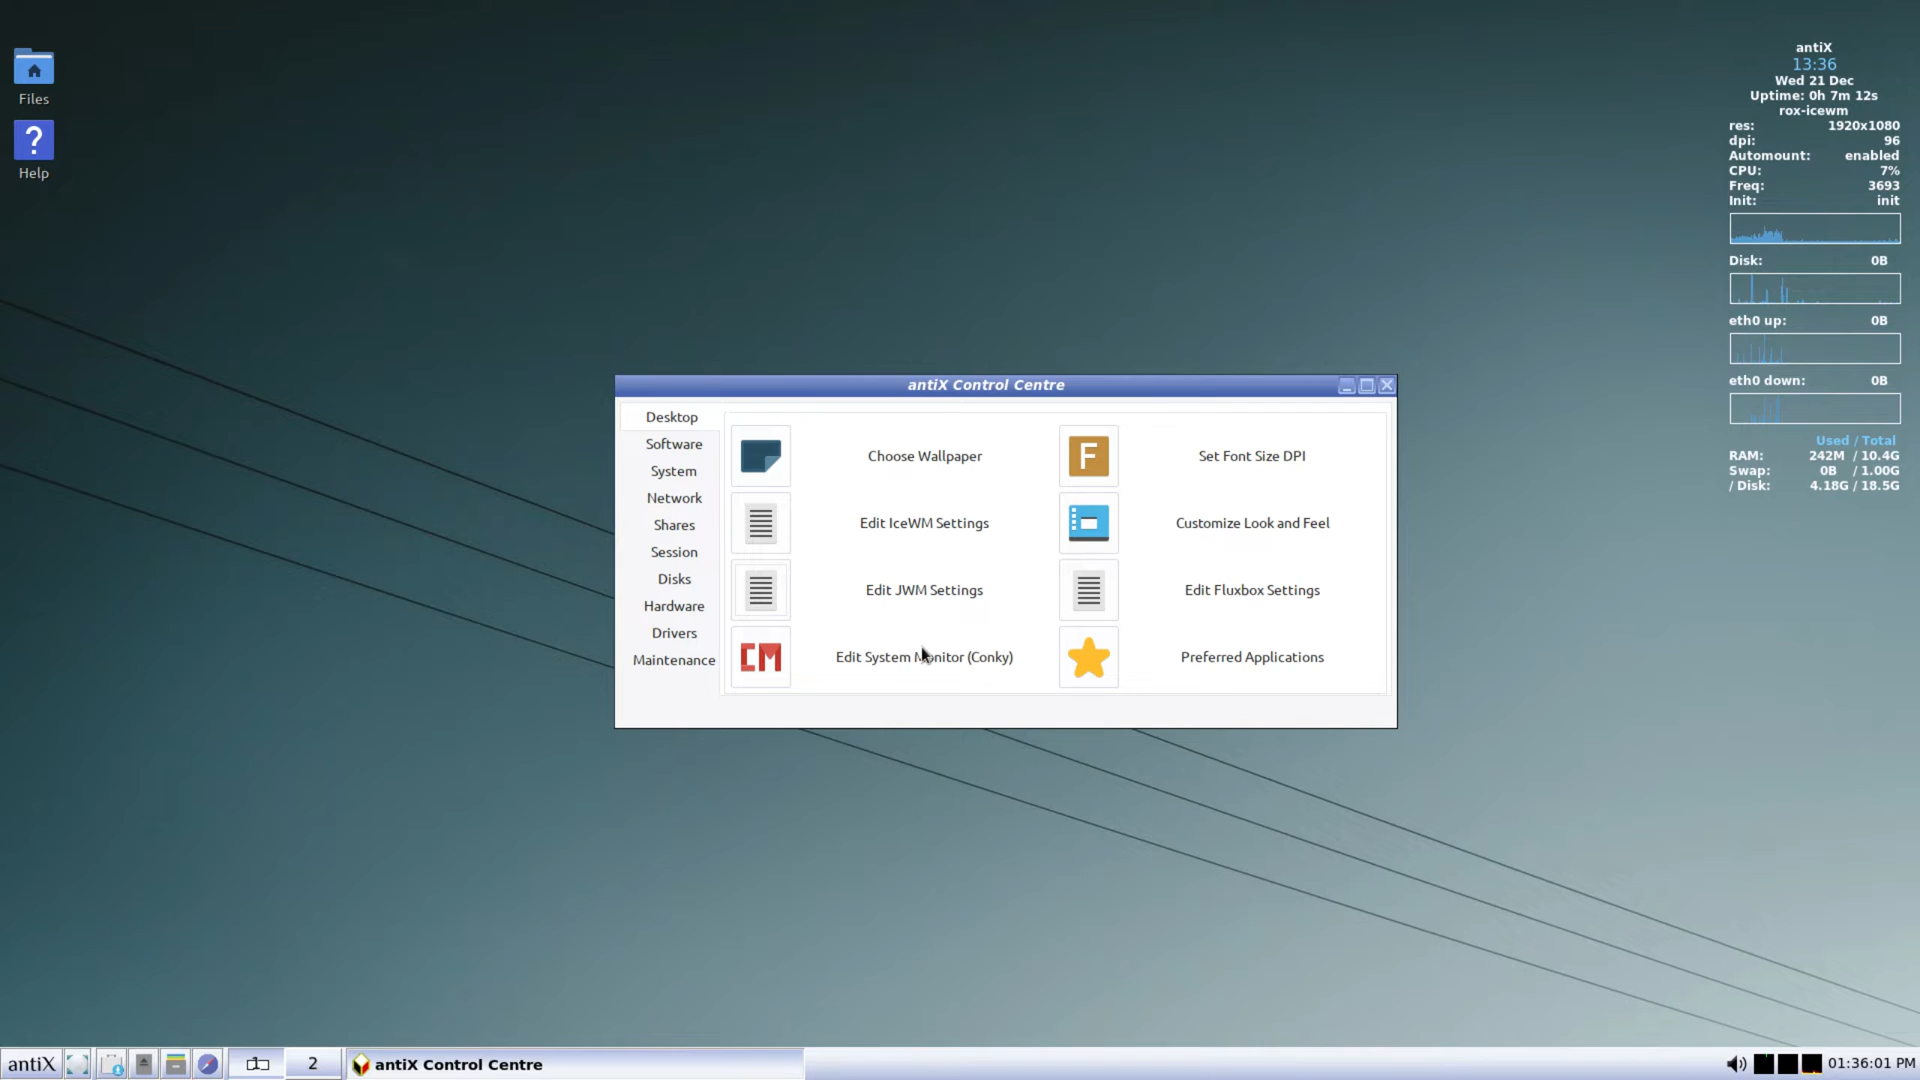 Files
?
Help
antiX
13:36
Wed 21 Dec
Uptime: 0h 7m 12s
rox-icewm
res: 1920x1080
dpi: 96
Automount: enabled
CPU: 7%
Freq: 3693
Init: init
Disk: 0B
eth0 up: 0B
eth0 down: 0B
Used / Total
RAM: 242M / 10.4G
Swap: 0B / 1.00G
/ Disk: 4.18G / 18.5G
antiX Control Centre
Desktop
Software
System
Network
Shares
Session
Disks
Hardware
Drivers
Maintenance
Choose Wallpaper
F
Set Font Size DPI
Edit IceWM Settings
Customize Look and Feel
Edit JWM Settings
Edit Fluxbox Settings
CM
Edit System Monitor (Conky)
Preferred Applications
antiX
1
2
antiX Control Centre
01:36:01 PM